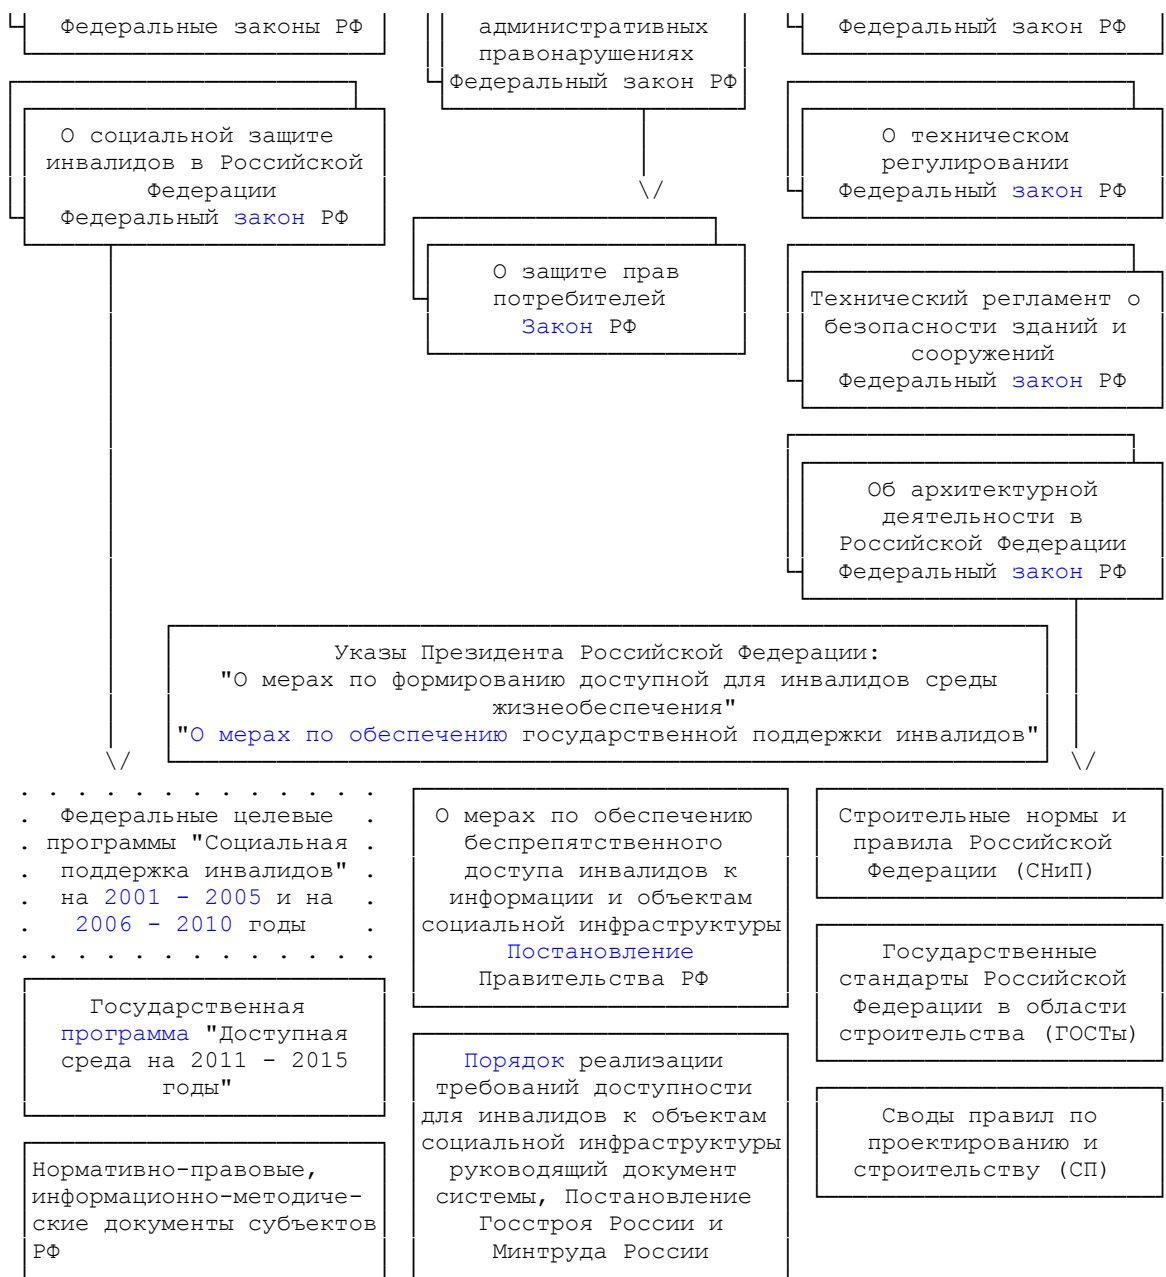 Федеральные законы РФ
административных
правонарушениях
Федеральный закон РФ
Федеральный закон РФ
О социальной защите
инвалидов в Российской
Федерации
Федеральный закон РФ
О техническом
регулировании
Федеральный закон РФ
О защите прав
потребителей
Закон РФ
Технический регламент о
безопасности зданий и
сооружений
Федеральный закон РФ
Об архитектурной
деятельности в
Российской Федерации
Федеральный закон РФ
Указы Президента Российской Федерации:
"О мерах по формированию доступной для инвалидов среды
жизнеобеспечения"
"О мерах по обеспечению государственной поддержки инвалидов"
Федеральные целевые
программы "Социальная
поддержка инвалидов"
на 2001 - 2005 и на
2006 - 2010 годы
Государственная
программа "Доступная
среда на 2011 - 2015
годы"
Нормативно-правовые,
информационно-методиче-
ские документы субъектов
РФ
О мерах по обеспечению
беспрепятственного
доступа инвалидов к
информации и объектам
социальной инфраструктуры
Постановление
Правительства РФ
Порядок реализации
требований доступности
для инвалидов к объектам
социальной инфраструктуры
руководящий документ
системы, Постановление
Госстроя России и
Минтруда России
Строительные нормы и
правила Российской
Федерации (СНиП)
Государственные
стандарты Российской
Федерации в области
строительства (ГОСТы)
Своды правил по
проектированию и
строительству (СП)